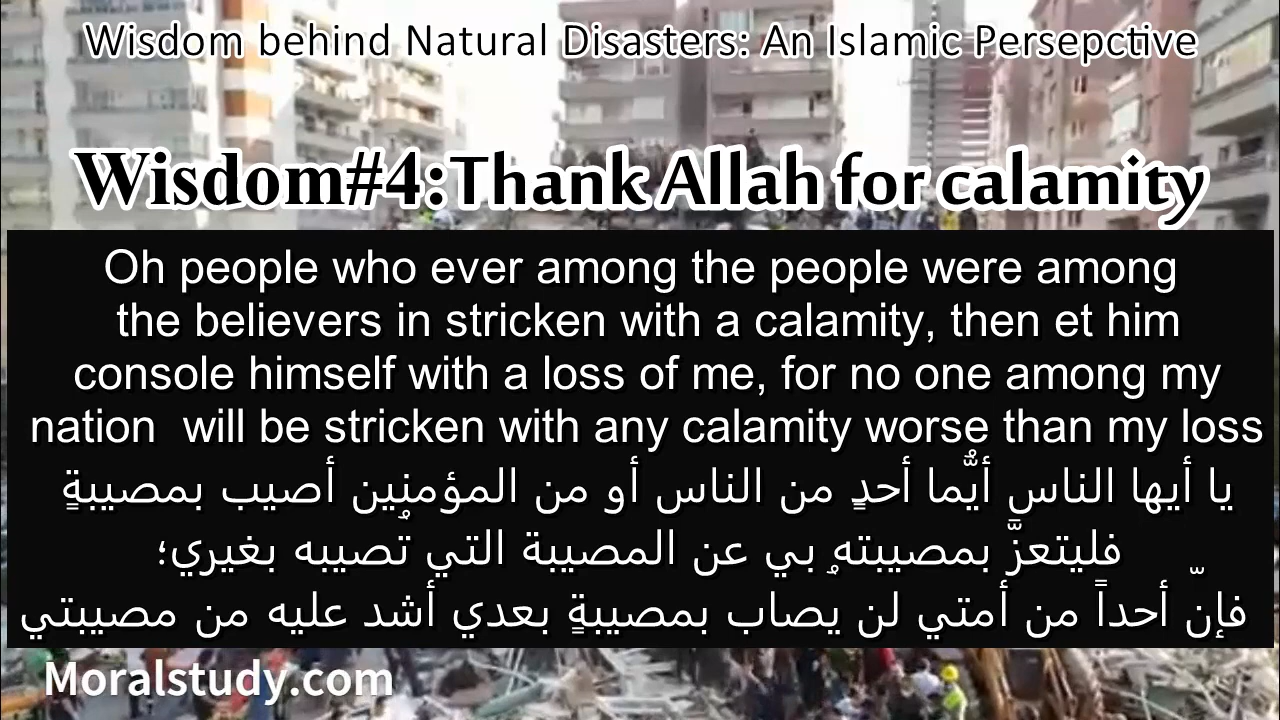 Wisdom behind Natural Disasters: An Islamic Persepctive
Wisdom#4:Thank Allah for calamity
Oh people who ever among the people were among
the believers in stricken with a calamity, then et him
console himself with a loss of me, for no one among my
nation will be stricken with any calamity worse than my loss
يا أيها الناس أيُّما أحدٍ من الناس أو من المؤمنين أصيب بمصيبةٍ
فليتعزَّ بمصيبته بي عن المصيبة التي تُصيبه بغيري؛
فإنّ أحداً من أمتي لن يُصاب بمصيبةٍ بعدي أشد عليه من مصيبتي
Moralstudy.com